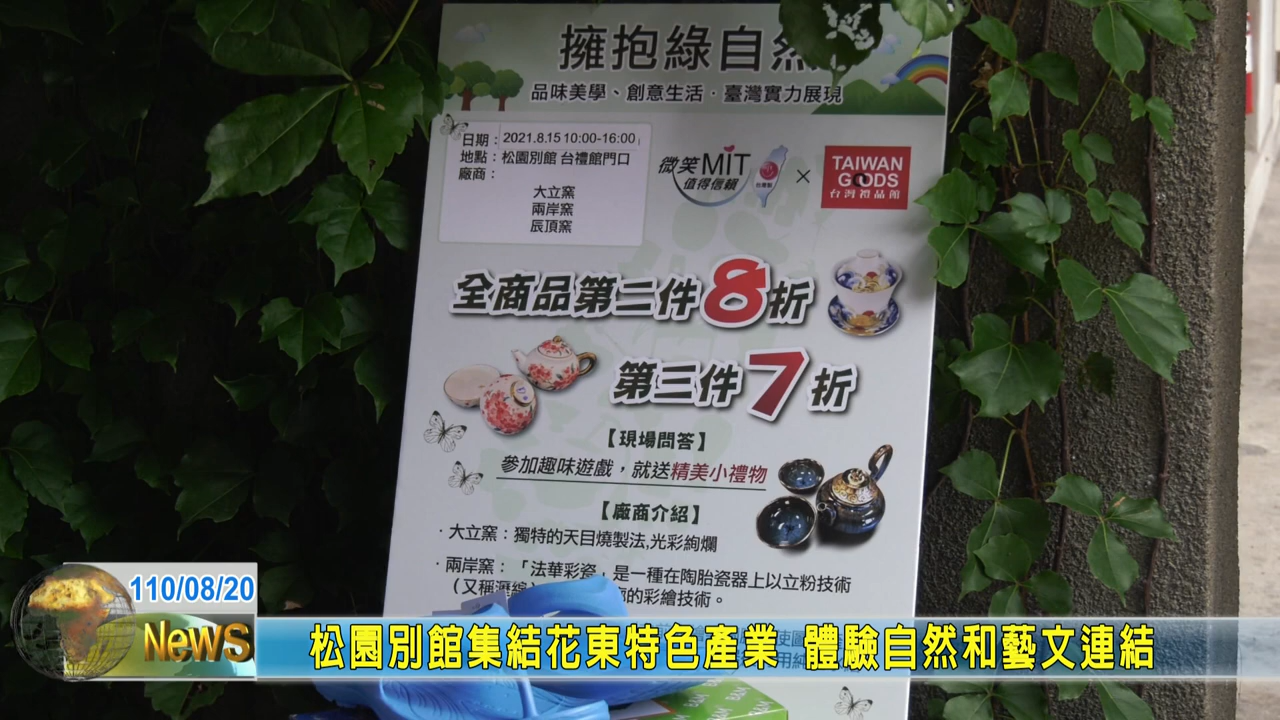 擁抱綠自然
品味美學、創意生活．臺灣實力展現
日期：2021.8.15 10:00-16:00
地點：松園別館 台禮館門口
廠商：
大立窯
兩岸窯
辰頂窯
微笑MIT
值得信賴
台灣製
×
TAIWAN
GOODS
台灣禮品館
全商品第二件8折
第三件7折
【現場問答】
參加趣味遊戲，就送精美小禮物
【廠商介紹】
·大立窯：獨特的天目燒製法,光彩絢爛
·兩岸窯：「法華彩瓷」是一種在陶胎瓷器上以立粉技術
（又稱瀝線
的彩繪技術。
110/08/20
News
松園別館集結花東特色產業 體驗自然和藝文連結
BAM